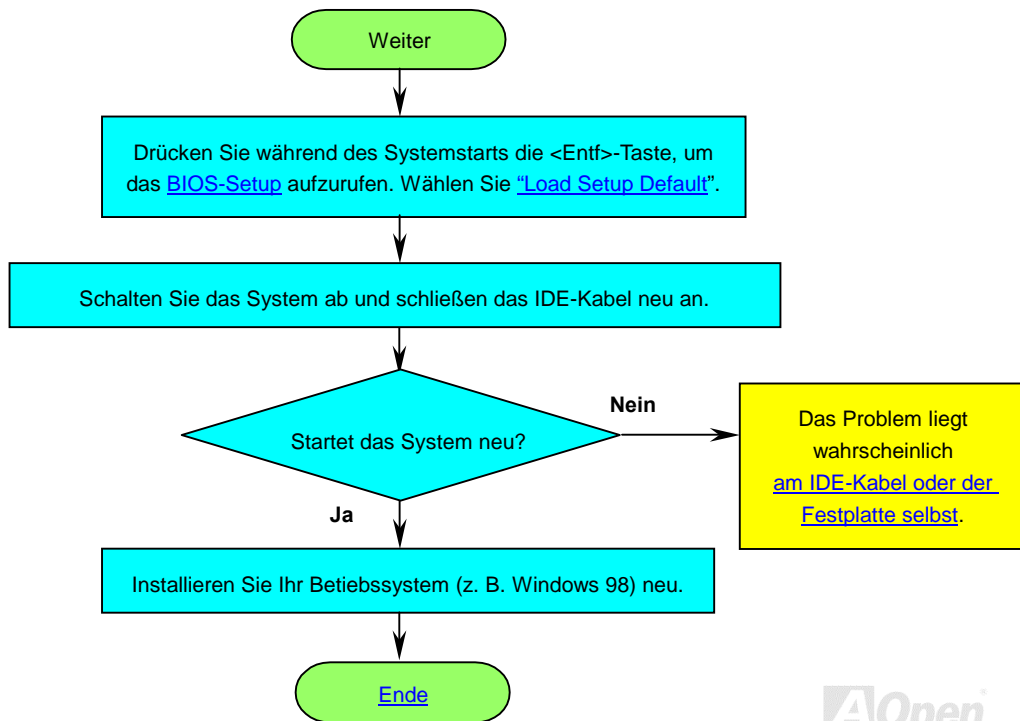 Weiter
Drücken Sie während des Systemstarts die <Entf>-Taste, um
das BIOS-Setup aufzurufen. Wählen Sie “Load Setup Default”.
Schalten Sie das System ab und schließen das IDE-Kabel neu an.
Startet das System neu?
Nein
Das Problem liegt
wahrscheinlich
am IDE-Kabel oder der
Festplatte selbst.
Ja
Installieren Sie Ihr Betiebssystem (z. B. Windows 98) neu.
Ende
AOpen